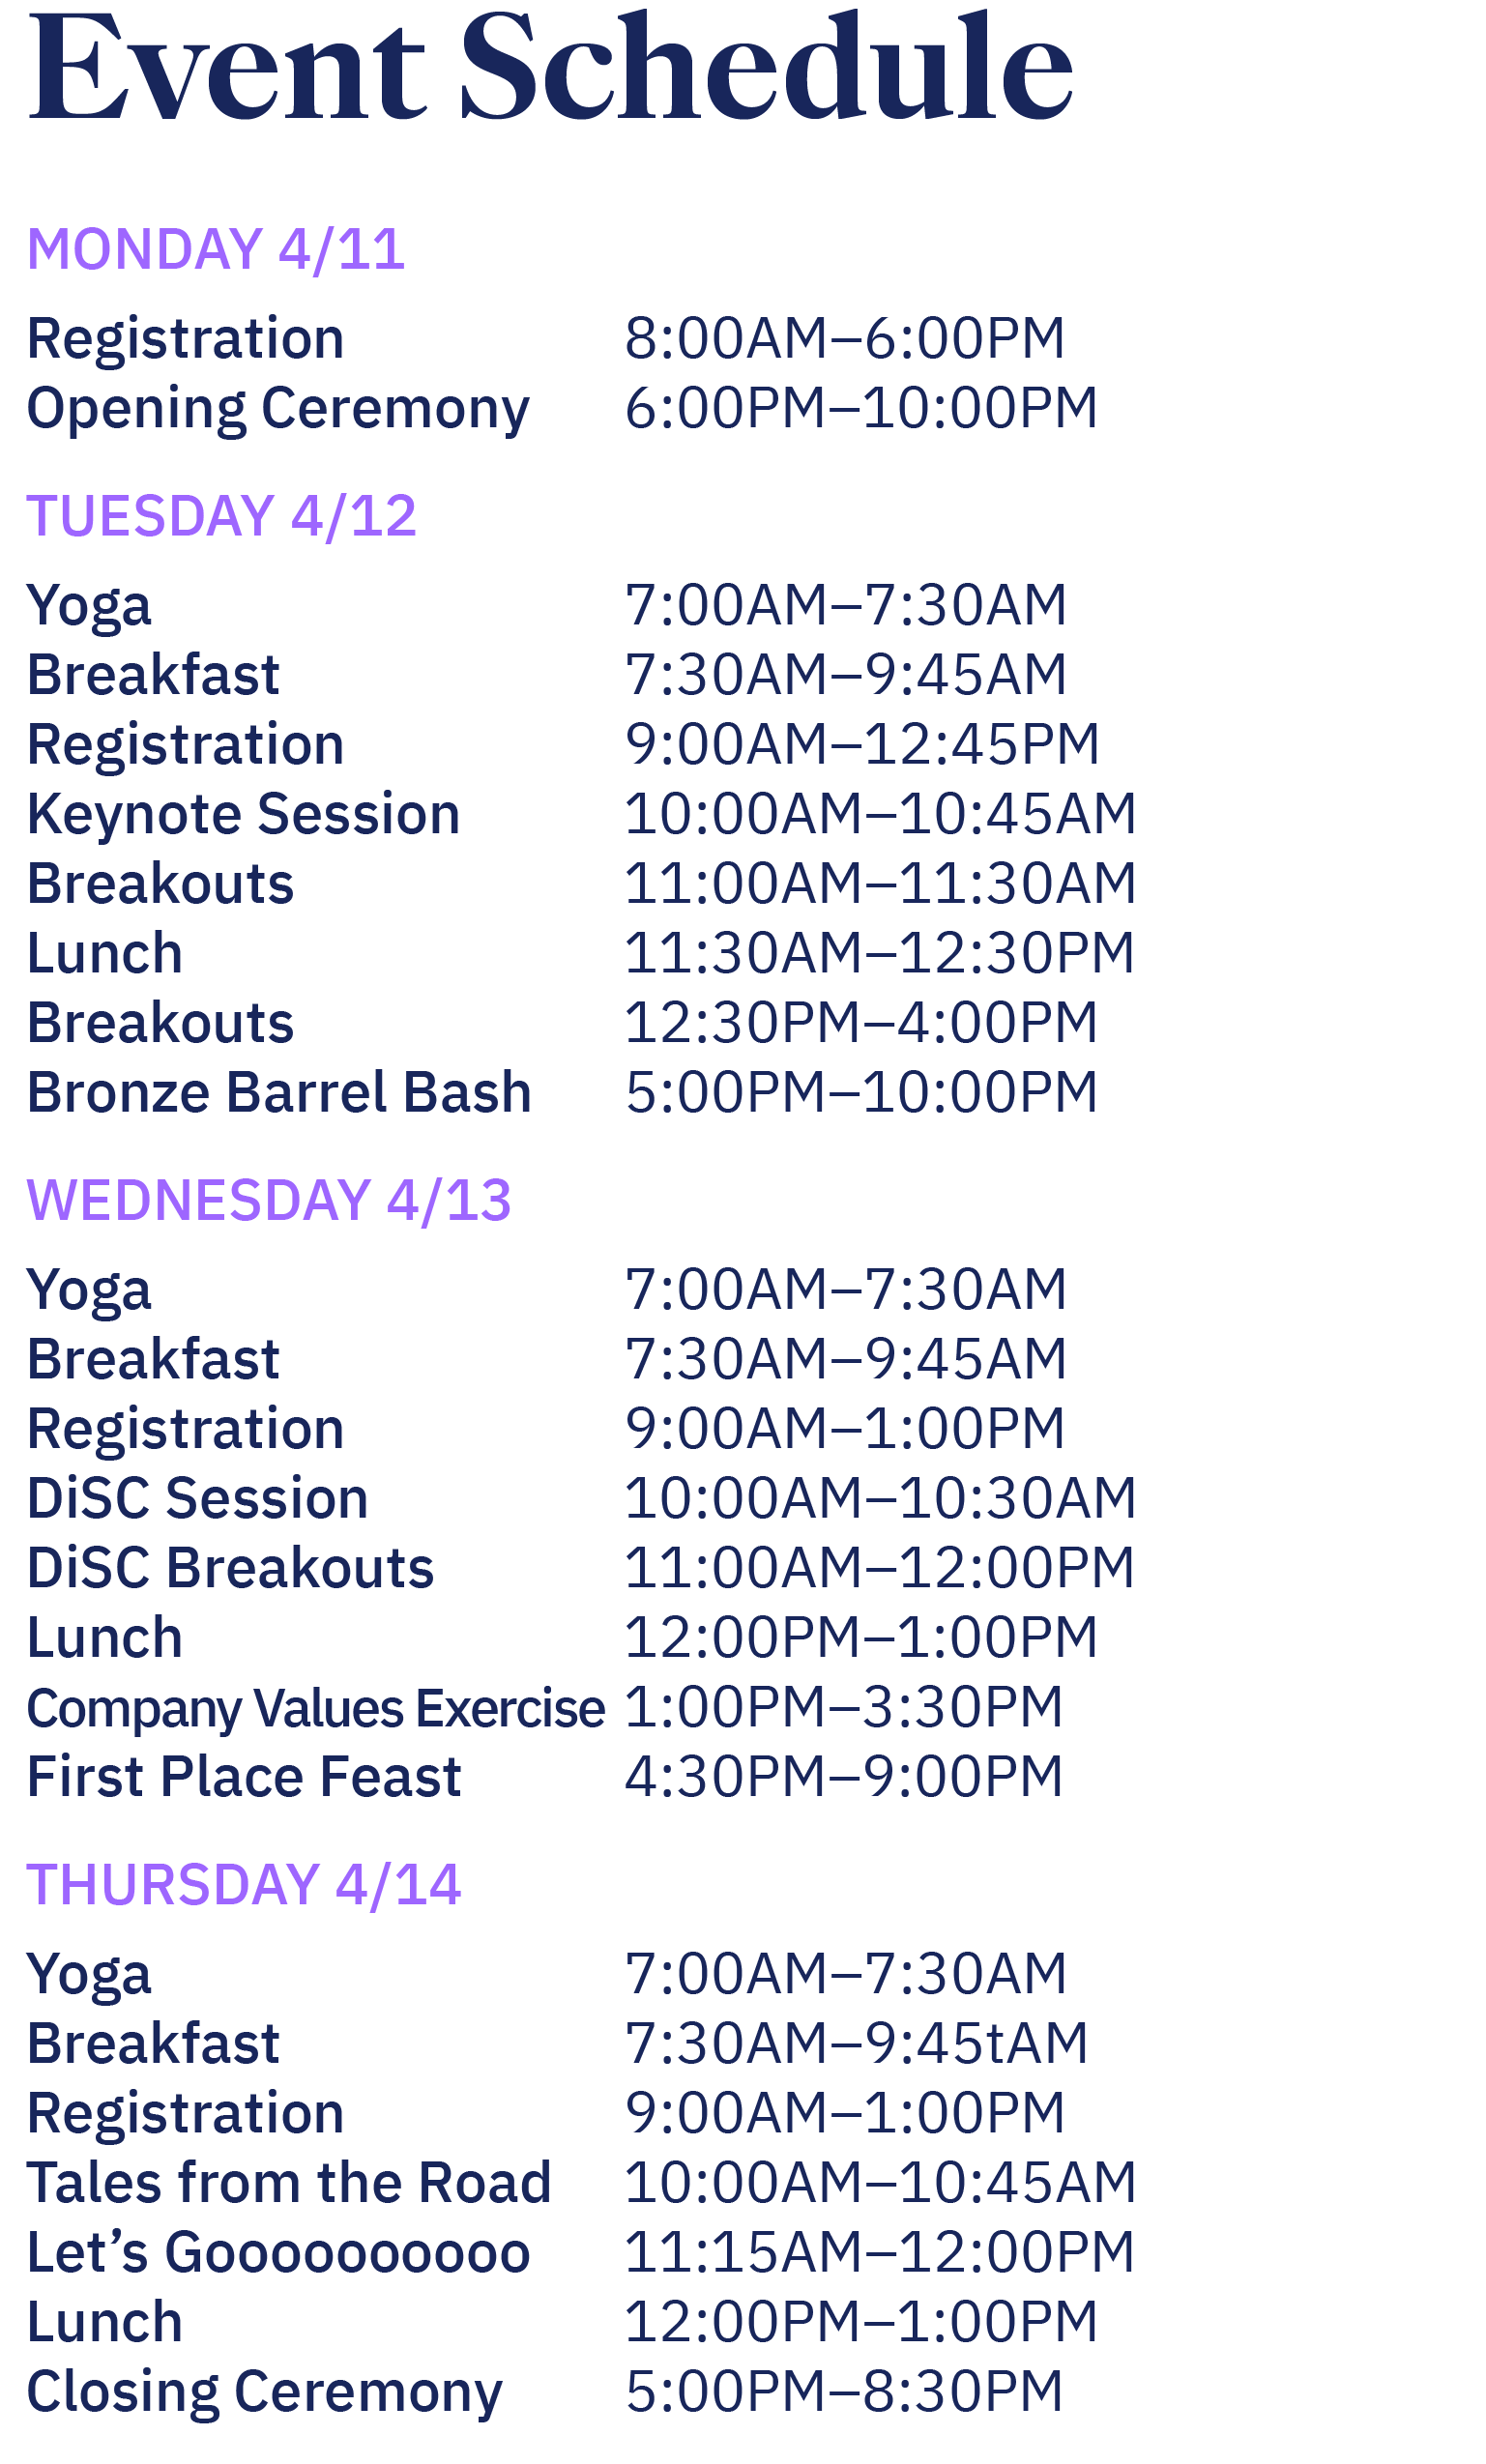 Event Schedule
MONDAY 4/11
Registration 8:00AM–6:00PM
Opening Ceremony 6:00PM–10:00PM
TUESDAY 4/12
Yoga 7:00AM–7:30AM
Breakfast 7:30AM–9:45AM
Registration 9:00AM–12:45PM
Keynote Session 10:00AM–10:45AM
Breakouts 11:00AM–11:30AM
Lunch 11:30AM–12:30PM
Breakouts 12:30PM–4:00PM
Bronze Barrel Bash 5:00PM–10:00PM
WEDNESDAY 4/13
Yoga 7:00AM–7:30AM
Breakfast 7:30AM–9:45AM
Registration 9:00AM–1:00PM
DiSC Session 10:00AM–10:30AM
DiSC Breakouts 11:00AM–12:00PM
Lunch 12:00PM–1:00PM
Company Values Exercise 1:00PM–3:30PM
First Place Feast 4:30PM–9:00PM
THURSDAY 4/14
Yoga 7:00AM–7:30AM
Breakfast 7:30AM–9:45tAM
Registration 9:00AM–1:00PM
Tales from the Road 10:00AM–10:45AM
Let’s Goooooooooo 11:15AM–12:00PM
Lunch 12:00PM–1:00PM
Closing Ceremony 5:00PM–8:30PM